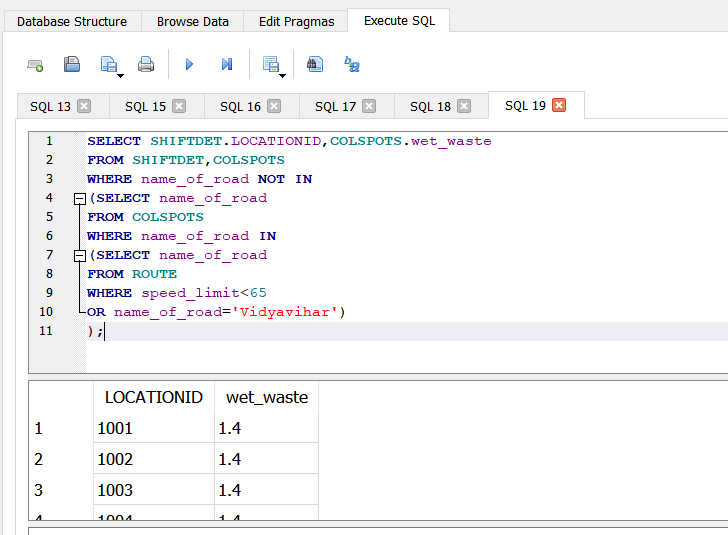 Database Structure Browse Data Edit Pragmas Execute SQL
SQL 13 SQL 15 SQL 16 SQL 17 SQL 18 SQL 19
1 SELECT SHIFTDET.LOCATIONID,COLSPOTS.wet_waste
2 FROM SHIFTDET,COLSPOTS
3 WHERE name_of_road NOT IN
4 (SELECT name_of_road
5 FROM COLSPOTS
6 WHERE name_of_road IN
7 (SELECT name_of_road
8 FROM ROUTE
9 WHERE speed_limit<65
10 OR name_of_road='Vidyavihar')
11 );
LOCATIONID wet_waste
1 1001 1.4
2 1002 1.4
3 1003 1.4
4 1004 1.4